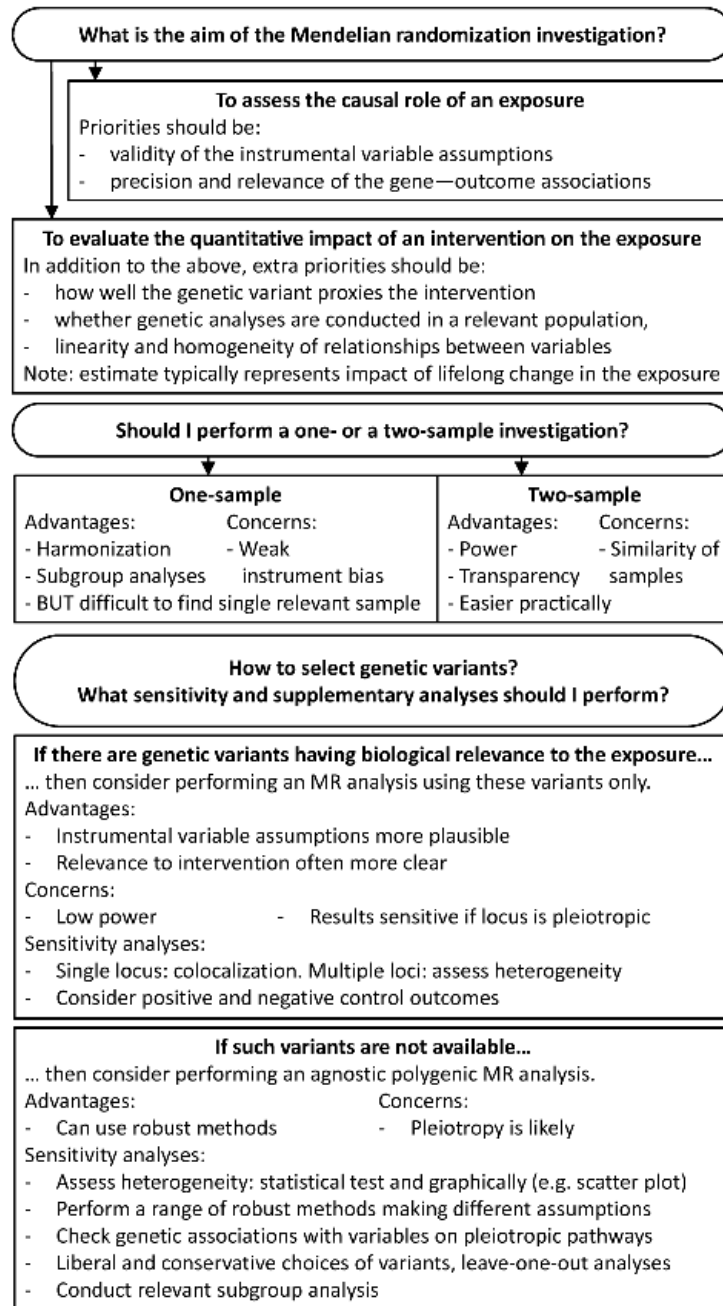 What is the aim of the Mendelian randomization investigation?
To assess the causal role of an exposure
Priorities should be:
- validity of the instrumental variable assumptions
- precision and relevance of the gene—outcome associations
To evaluate the quantitative impact of an intervention on the exposure
In addition to the above, extra priorities should be:
- how well the genetic variant proxies the intervention
- whether genetic analyses are conducted in a relevant population,
- linearity and homogeneity of relationships between variables
Note: estimate typically represents impact of lifelong change in the exposure
Should I perform a one- or a two-sample investigation?
One-sample
Advantages: Concerns:
- Harmonization - Weak
- Subgroup analyses instrument bias
- BUT difficult to find single relevant sample
Two-sample
Advantages: Concerns:
- Power - Similarity of
- Transparency samples
- Easier practically
How to select genetic variants?
What sensitivity and supplementary analyses should I perform?
If there are genetic variants having biological relevance to the exposure...
... then consider performing an MR analysis using these variants only.
Advantages:
- Instrumental variable assumptions more plausible
- Relevance to intervention often more clear
Concerns:
- Low power - Results sensitive if locus is pleiotropic
Sensitivity analyses:
- Single locus: colocalization. Multiple loci: assess heterogeneity
- Consider positive and negative control outcomes
If such variants are not available...
... then consider performing an agnostic polygenic MR analysis.
Advantages: Concerns:
- Can use robust methods - Pleiotropy is likely
Sensitivity analyses:
- Assess heterogeneity: statistical test and graphically (e.g. scatter plot)
- Perform a range of robust methods making different assumptions
- Check genetic associations with variables on pleiotropic pathways
- Liberal and conservative choices of variants, leave-one-out analyses
- Conduct relevant subgroup analysis